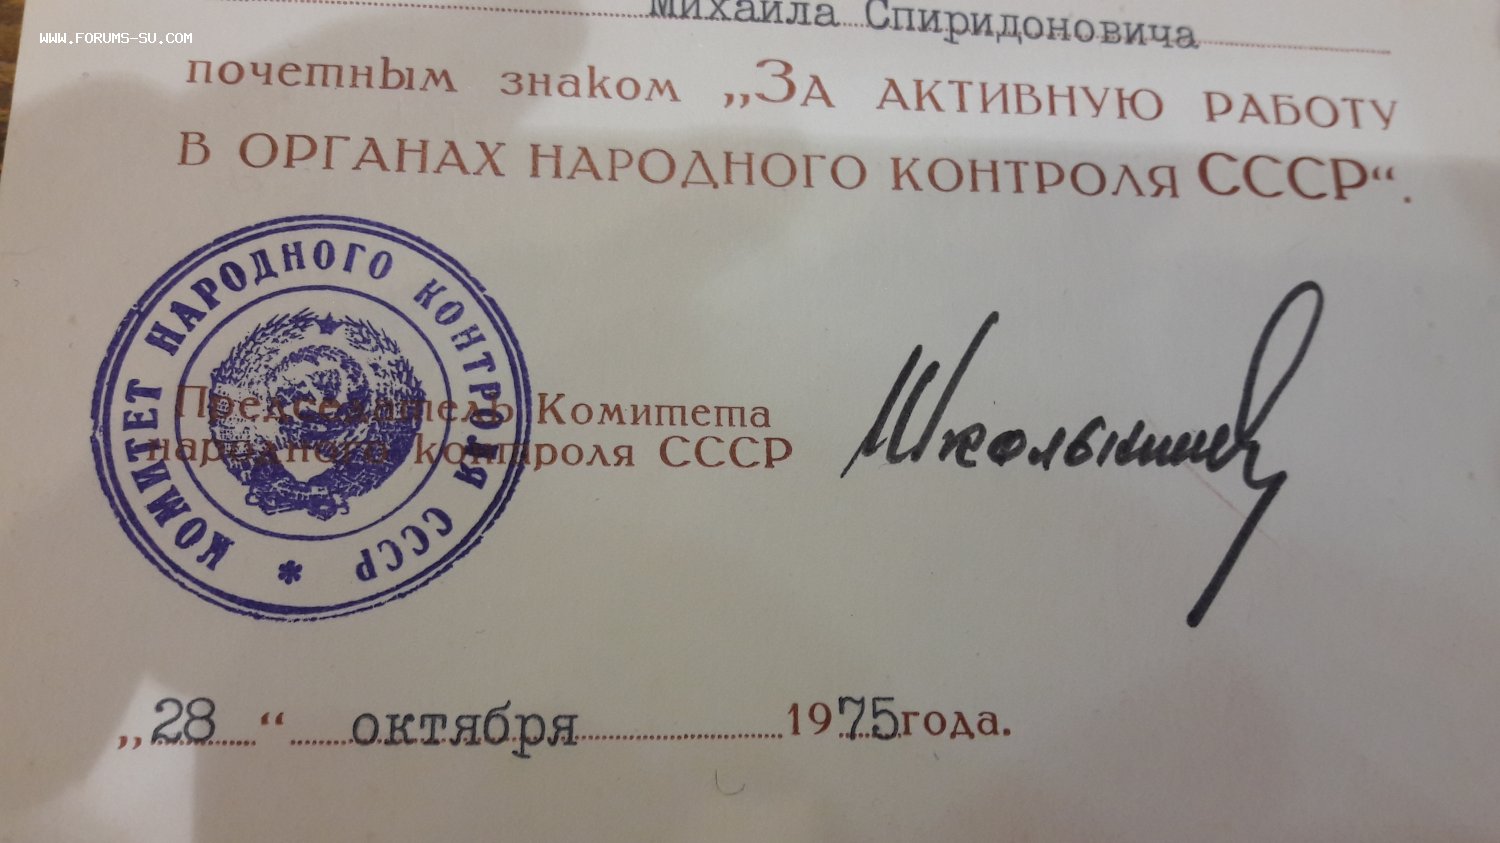 Михаила Спиридоновича
WWW.FORUMS-SU.COM
почетным знаком „За активную работу
в органах народного контроля СССР“.
КОМИТЕТ НАРОДНОГО КОНТРОЛЯ СССР *
Председатель Комитета
народного контроля СССР
Школьников
„28“ октября 1975 года.